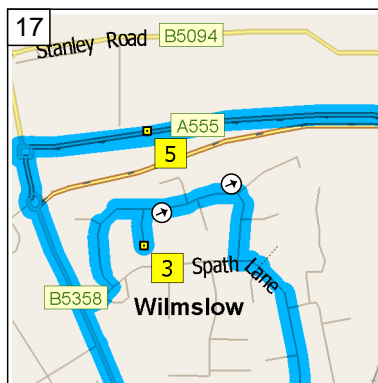 17
Stanley Road
B5094
A555
5
3
Spath Lane
B5358
Wilmslow